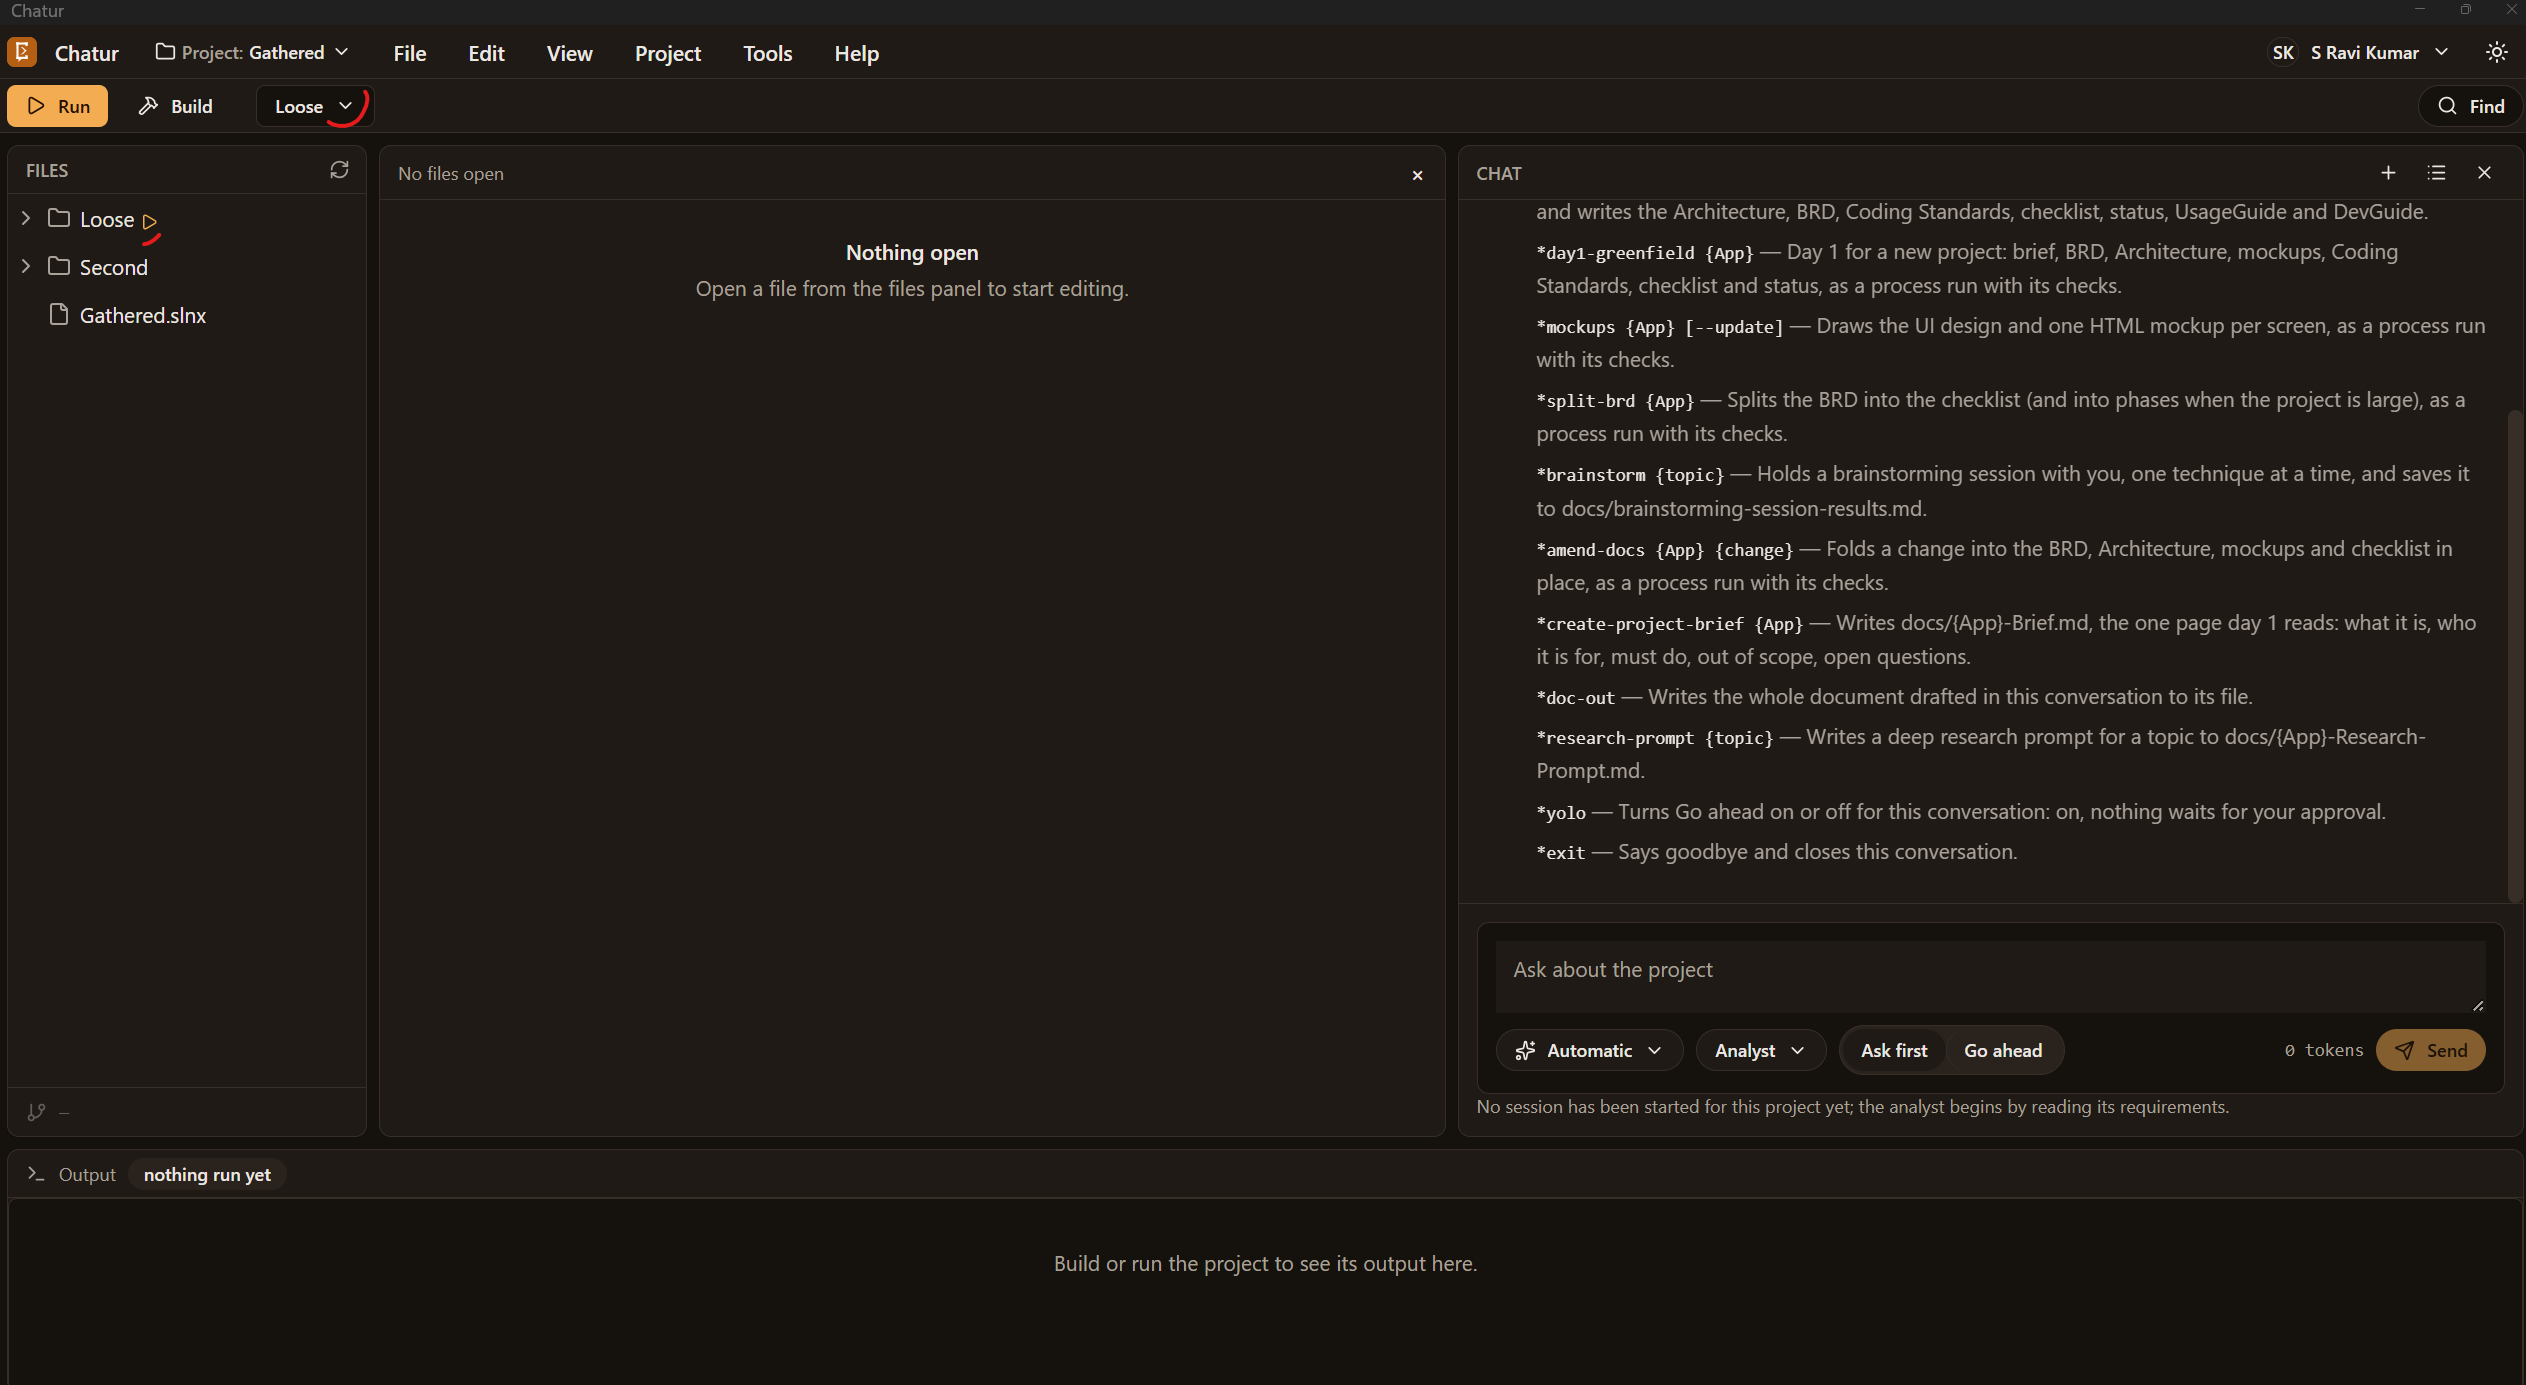 Chatur
Chatur
Project: Gathered
File
Edit
View
Project
Tools
Help
SK
S Ravi Kumar
Run
Build
Loose
Find
FILES
Loose
Second
Gathered.slnx
No files open
Nothing open
Open a file from the files panel to start editing.
CHAT
and writes the Architecture, BRD, Coding Standards, checklist, status, UsageGuide and DevGuide.
*day1-greenfield {App} — Day 1 for a new project: brief, BRD, Architecture, mockups, Coding
Standards, checklist and status, as a process run with its checks.
*mockups {App} [--update] — Draws the UI design and one HTML mockup per screen, as a process run
with its checks.
*split-brd {App} — Splits the BRD into the checklist (and into phases when the project is large), as a
process run with its checks.
*brainstorm {topic} — Holds a brainstorming session with you, one technique at a time, and saves it
to docs/brainstorming-session-results.md.
*amend-docs {App} {change} — Folds a change into the BRD, Architecture, mockups and checklist in
place, as a process run with its checks.
*create-project-brief {App} — Writes docs/{App}-Brief.md, the one page day 1 reads: what it is, who
it is for, must do, out of scope, open questions.
*doc-out — Writes the whole document drafted in this conversation to its file.
*research-prompt {topic} — Writes a deep research prompt for a topic to docs/{App}-Research-
Prompt.md.
*yolo — Turns Go ahead on or off for this conversation: on, nothing waits for your approval.
*exit — Says goodbye and closes this conversation.
Ask about the project
Automatic
Analyst
Ask first
Go ahead
0 tokens
Send
No session has been started for this project yet; the analyst begins by reading its requirements.
–
Output
nothing run yet
Build or run the project to see its output here.